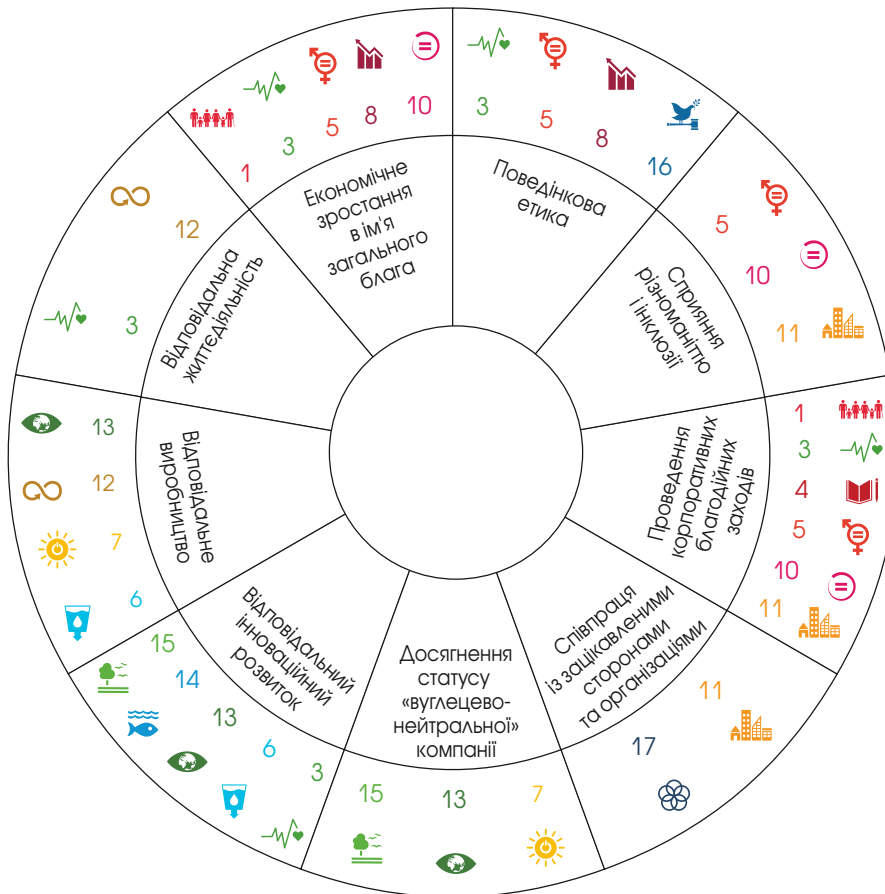 1
3
5
8
10
Економічне
зростання
в ім'я
загального
блага
3
5
8
16
Поведінкова
етика
5
10
11
Сприяння
різноманіттю
і інклюзії
1
3
4
5
10
11
Проведення
корпоративних
благодійних
заходів
11
17
Співпраця
із зацікавленими
сторонами
та організаціями
7
13
15
Досягнення
статусу
«вуглецево-
нейтральної»
компанії
3
6
13
14
15
Відповідальний
інноваційний
розвиток
6
7
12
13
Відповідальне
виробництво
3
12
Відповідальна
життєдіяльність